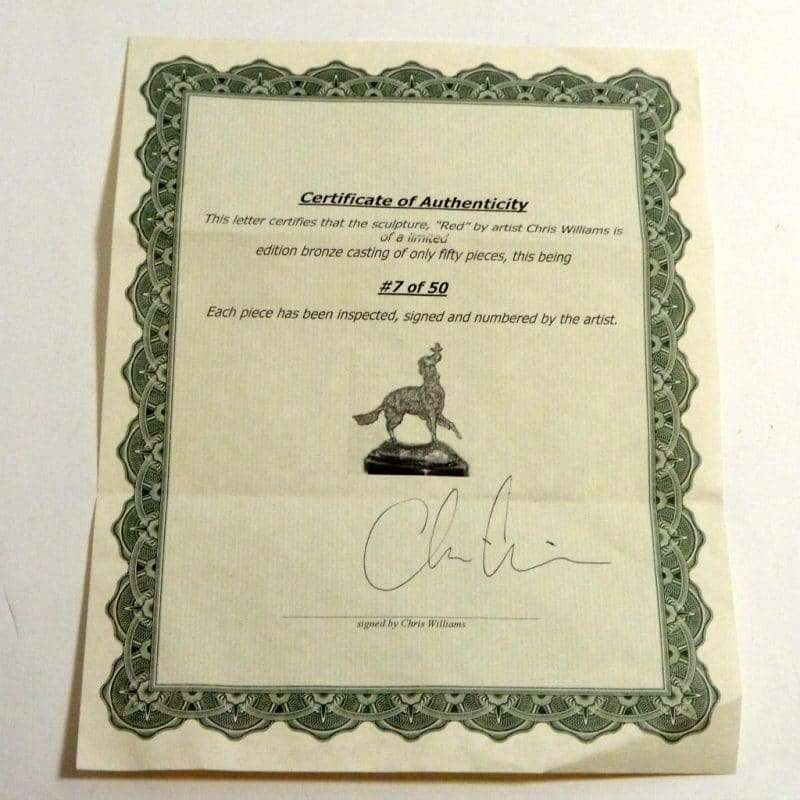 Certificate of Authenticity
This letter certifies that the sculpture, "Red" by artist Chris Williams is
of a limited
edition bronze casting of only fifty pieces, this being
#7 of 50
Each piece has been inspected, signed and numbered by the artist.
signed by Chris Williams